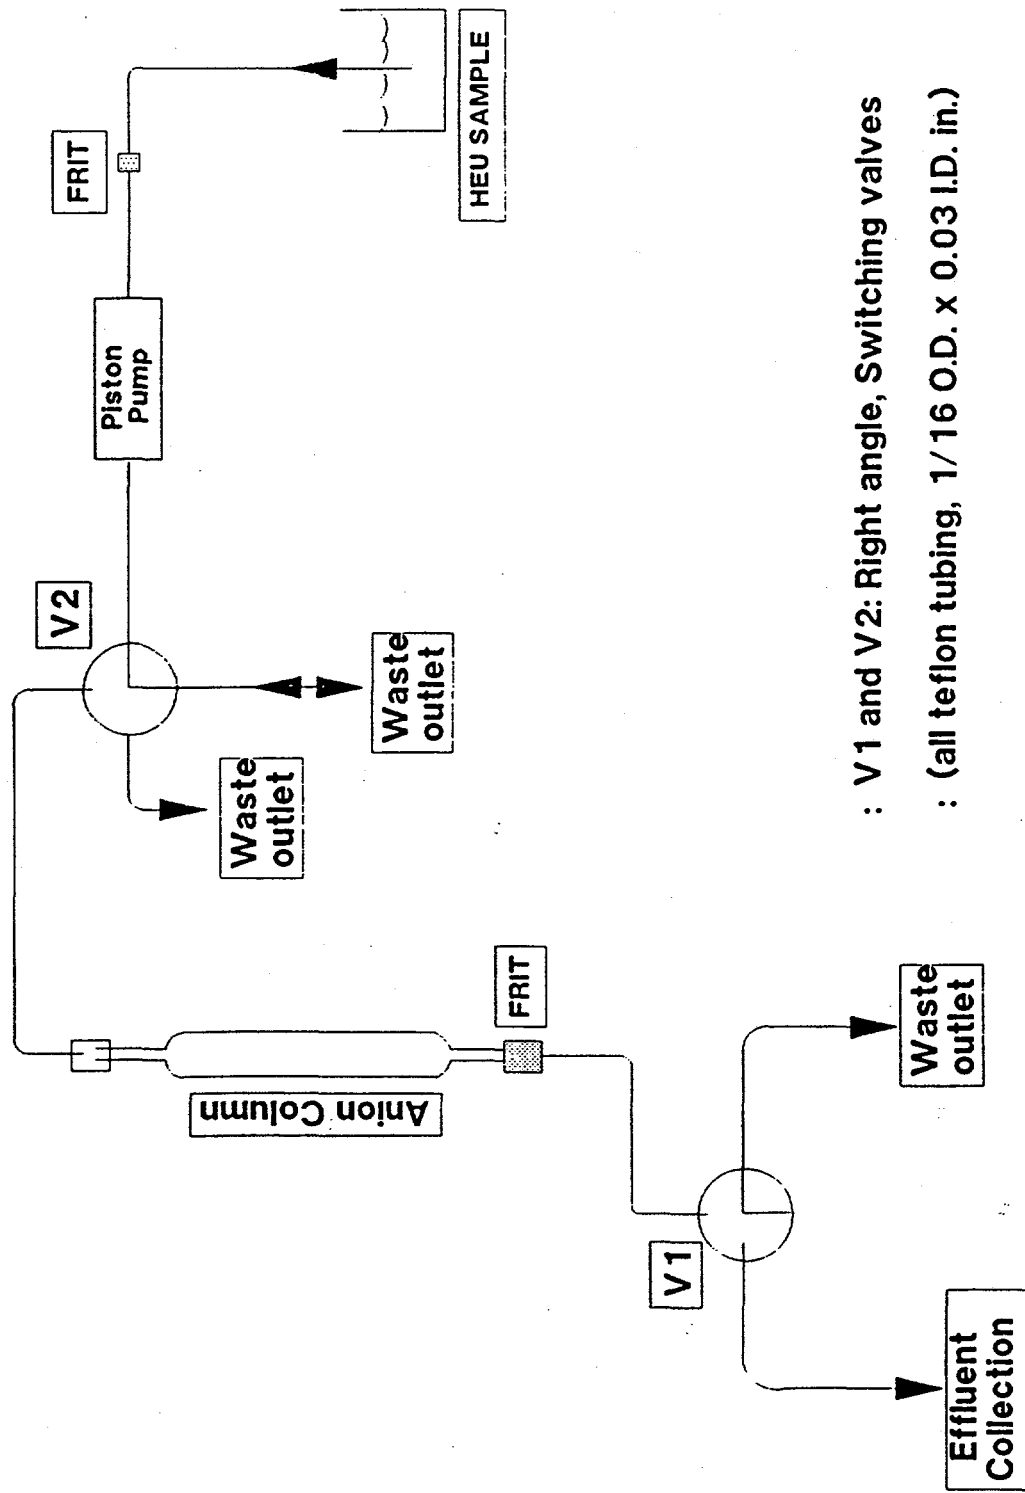 HEU SAMPLE
FRIT
Piston
Pump
V2
Waste
outlet
Waste
outlet
Anion Column
FRIT
V1
Waste
outlet
Effluent
Collection
: V1 and V2: Right angle, Switching valves
: (all teflon tubing, 1/16 O.D. x 0.03 I.D. in.)